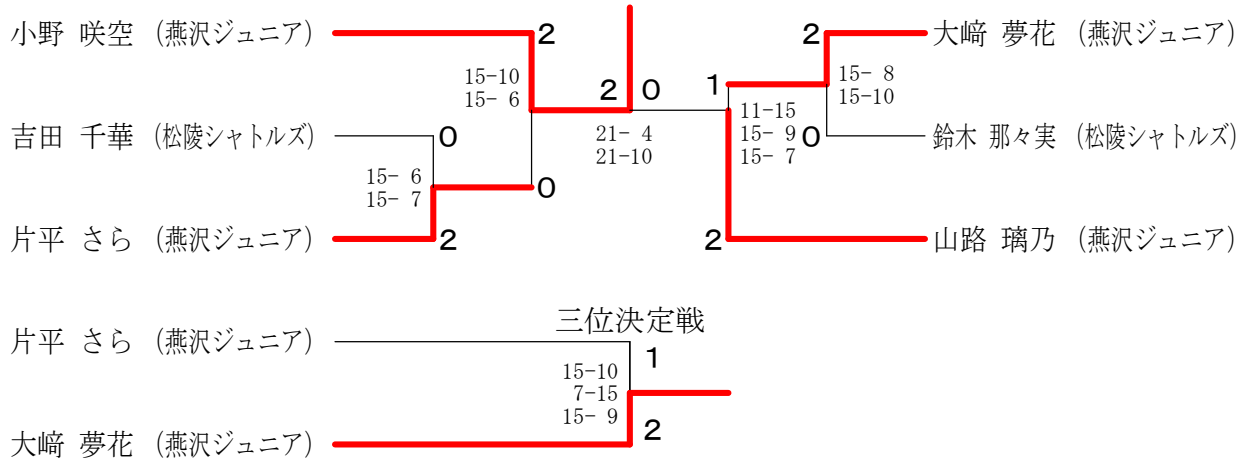 小野 咲空 (燕沢ジュニア)
2
2
大﨑 夢花 (燕沢ジュニア)
15-10
15- 6
2
0
1
15- 8
15-10
吉田 千華 (松陵シャトルズ)
0
21- 4
21-10
11-15
15- 9
15- 7
0
鈴木 那々実 (松陵シャトルズ)
15- 6
15- 7
0
片平 さら (燕沢ジュニア)
2
2
山路 璃乃 (燕沢ジュニア)
三位決定戦
片平 さら (燕沢ジュニア)
1
15-10
7-15
15- 9
2
大﨑 夢花 (燕沢ジュニア)